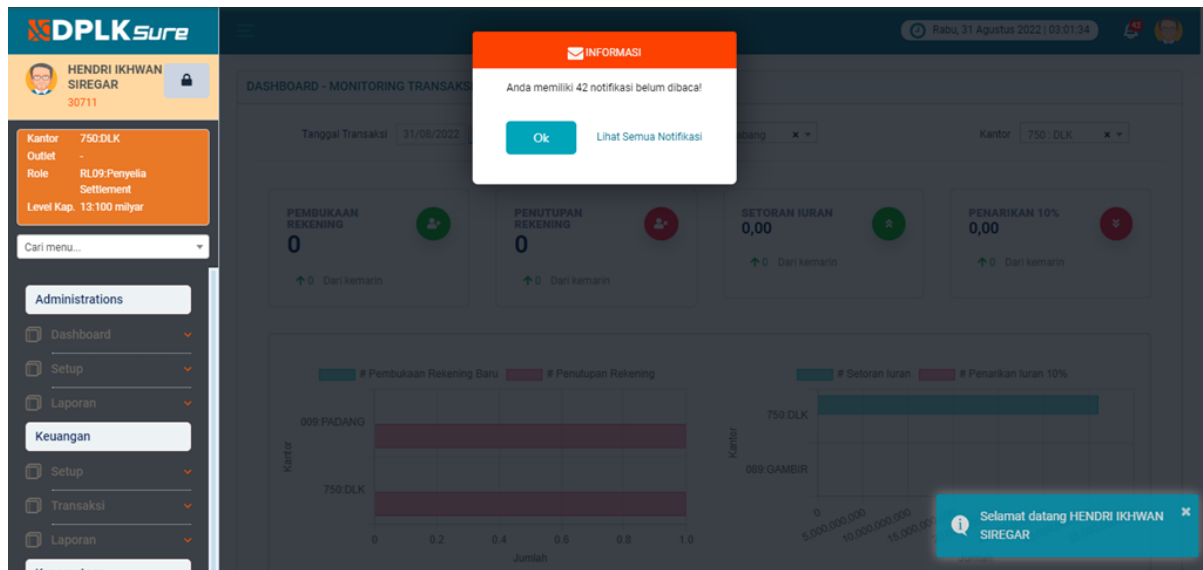 DPLKSure
HENDRI IKHWAN
SIREGAR
30711
Kantor 750:DLK
Outlet -
Role RL09:Penyelia
Settlement
Level Kap. 13:100 milyar
Cari menu...
Administrations
Dashboard
Setup
Laporan
Keuangan
Setup
Transaksi
Laporan
Rabu, 31 Agustus 2022 | 03:01:34
42
INFORMASI
Anda memiliki 42 notifikasi belum dibaca!
Ok Lihat Semua Notifikasi
DASHBOARD - MONITORING TRANSAKS
Tanggal Transaksi 31/08/2022 abang × Kantor 750 : DLK ×
PEMBUKAAN
REKENING
0
0 Dari kemarin
PENUTUPAN
REKENING
0
0 Dari kemarin
SETORAN IURAN
0,00
0 Dari kemarin
PENARIKAN 10%
0,00
0 Dari kemarin
# Pembukaan Rekening Baru # Penutupan Rekening
Kantor
009:PADANG
750:DLK
0 0.2 0.4 0.6 0.8 1.0
Jumlah
# Setoran Iuran # Penarikan Iuran 10%
Kantor
750:DLK
089:GAMBIR
0 5,000,000,000 10,000,000,000
Selamat datang HENDRI IKHWAN ×
SIREGAR